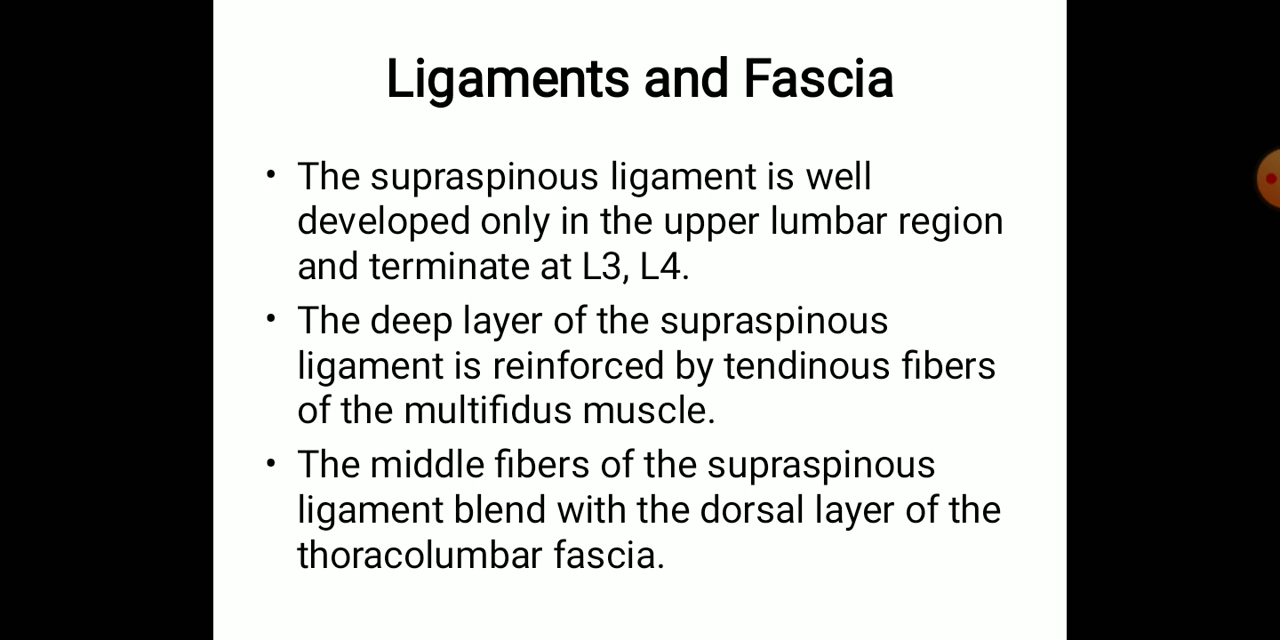 Ligaments and Fascia
• The supraspinous ligament is well
developed only in the upper lumbar region
and terminate at L3, L4.
• The deep layer of the supraspinous
ligament is reinforced by tendinous fibers
of the multifidus muscle.
• The middle fibers of the supraspinous
ligament blend with the dorsal layer of the
thoracolumbar fascia.